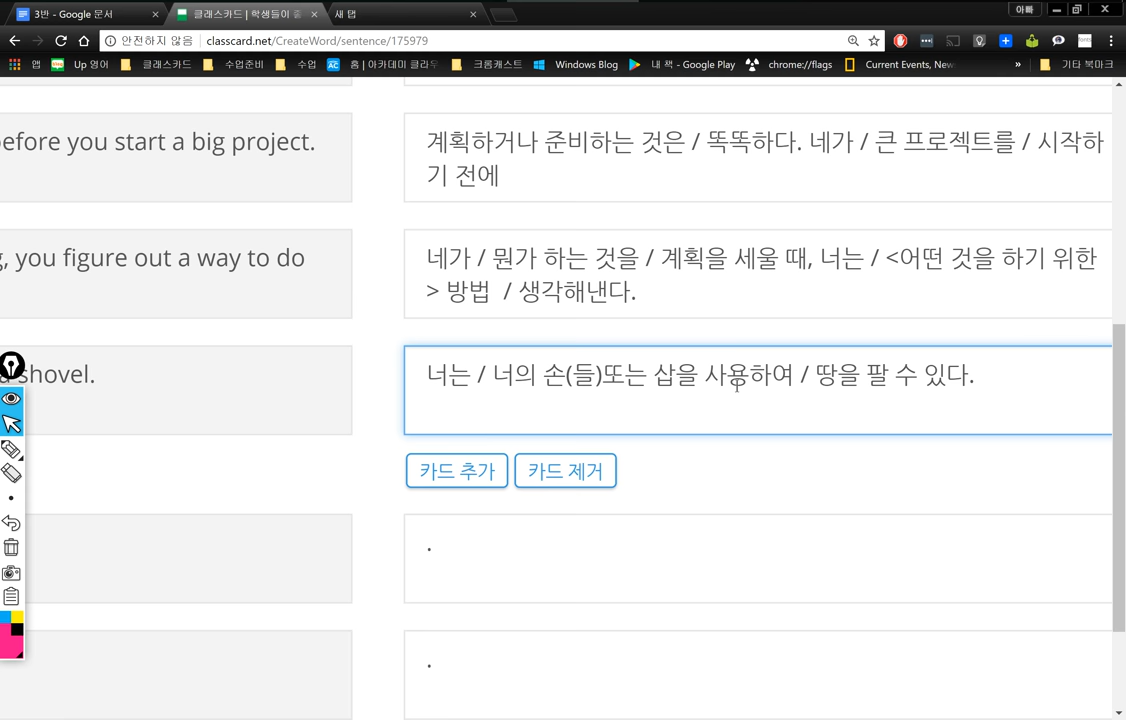 3반 - Google 문서
클래스카드 | 학생들이 좋
새 탭
아빠
안전하지 않음 classcard.net/CreateWord/sentence/175979
앱 Up 영어 클래스카드 수업준비 수업 홈 | 아카데미 클라우 크롬캐스트 Windows Blog 내 책 - Google Play chrome://flags Current Events, New » 기타 북마크
efore you start a big project.
계획하거나 준비하는 것은 / 똑똑하다. 네가 / 큰 프로젝트를 / 시작하
기 전에
g, you figure out a way to do
네가 / 뭔가 하는 것을 / 계획을 세울 때, 너는 / <어떤 것을 하기 위한
> 방법 / 생각해낸다.
shovel.
너는 / 너의 손(들)또는 삽을 사용하여 / 땅을 팔 수 있다.
카드 추가 카드 제거
.
.